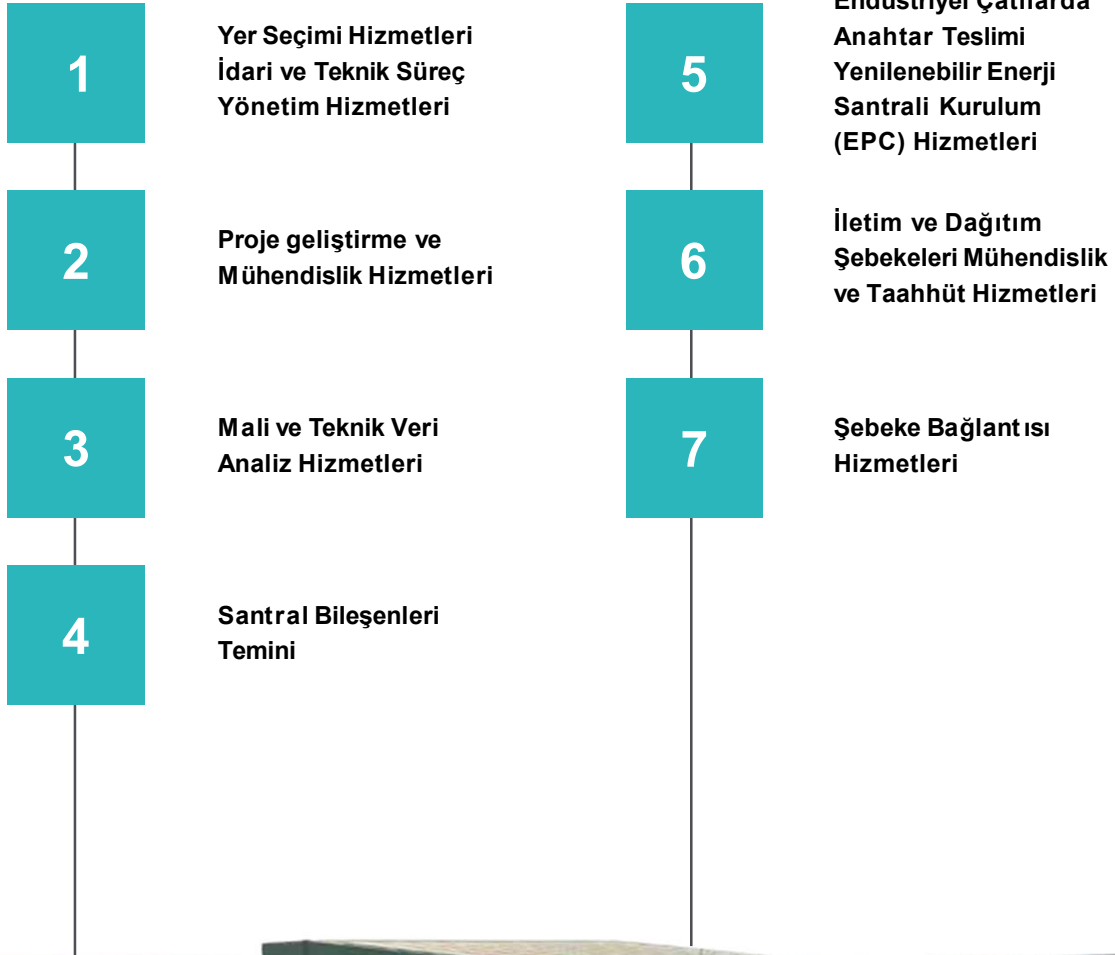 1
Yer Seçimi Hizmetleri
İdari ve Teknik Süreç
Yönetim Hizmetleri
2
Proje geliştirme ve
Mühendislik Hizmetleri
3
Mali ve Teknik Veri
Analiz Hizmetleri
4
Santral Bileşenleri
Temini
5
Endüstriyel Çatılarda
Anahtar Teslimi
Yenilenebilir Enerji
Santrali Kurulum
(EPC) Hizmetleri
6
İletim ve Dağıtım
Şebekeleri Mühendislik
ve Taahhüt Hizmetleri
7
Şebeke Bağlantısı
Hizmetleri